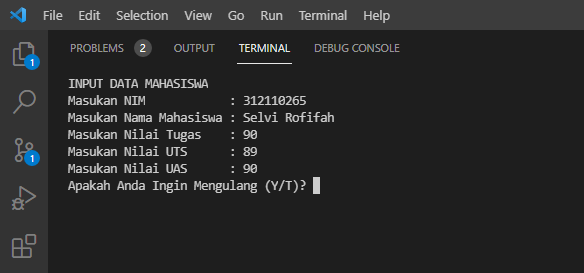 File Edit Selection View Go Run Terminal Help
PROBLEMS 2 OUTPUT TERMINAL DEBUG CONSOLE
1
1
INPUT DATA MAHASISWA
Masukan NIM : 312110265
Masukan Nama Mahasiswa : Selvi Rofifah
Masukan Nilai Tugas : 90
Masukan Nilai UTS : 89
Masukan Nilai UAS : 90
Apakah Anda Ingin Mengulang (Y/T)?